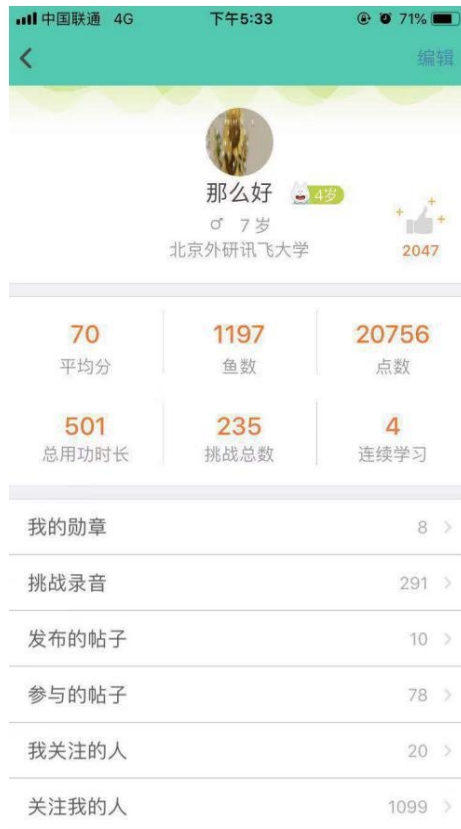 中国联通 4G 下午5:33 71%
编辑
那么好 4岁
♂ 7岁
北京外研讯飞大学 2047
70 1197 20756
平均分 鱼数 点数
501 235 4
总用功时长 挑战总数 连续学习
我的勋章 8
挑战录音 291
发布的帖子 10
参与的帖子 78
我关注的人 20
关注我的人 1099